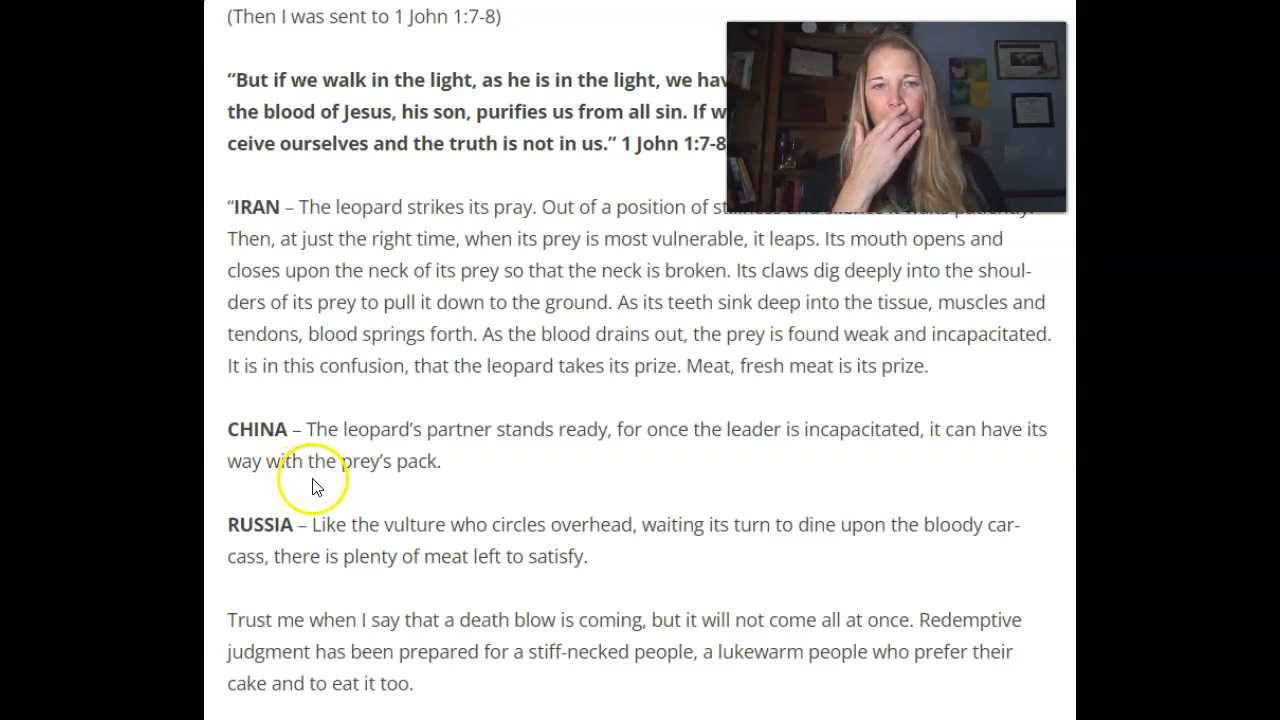 (Then I was sent to 1 John 1:7-8)
“But if we walk in the light, as he is in the light, we hav
the blood of Jesus, his son, purifies us from all sin. If w
ceive ourselves and the truth is not in us.” 1 John 1:7-8
“IRAN – The leopard strikes its pray. Out of a position of
Then, at just the right time, when its prey is most vulnerable, it leaps. Its mouth opens and
closes upon the neck of its prey so that the neck is broken. Its claws dig deeply into the shoul-
ders of its prey to pull it down to the ground. As its teeth sink deep into the tissue, muscles and
tendons, blood springs forth. As the blood drains out, the prey is found weak and incapacitated.
It is in this confusion, that the leopard takes its prize. Meat, fresh meat is its prize.
CHINA – The leopard’s partner stands ready, for once the leader is incapacitated, it can have its
way with the prey’s pack.
RUSSIA – Like the vulture who circles overhead, waiting its turn to dine upon the bloody car-
cass, there is plenty of meat left to satisfy.
Trust me when I say that a death blow is coming, but it will not come all at once. Redemptive
judgment has been prepared for a stiff-necked people, a lukewarm people who prefer their
cake and to eat it too.